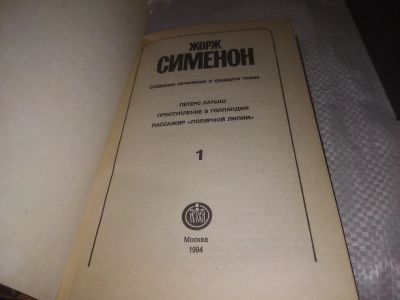 ЖОРЖ
СИМЕНОН
Собрание сочинений в тридцати томах
ПЕТЕРС ЛАТЫШ
ПРЕСТУПЛЕНИЕ В ГОЛЛАНДИИ
ПАССАЖИР «ПОЛЯРНОЙ ЛИЛИИ»
1
Москва
1994